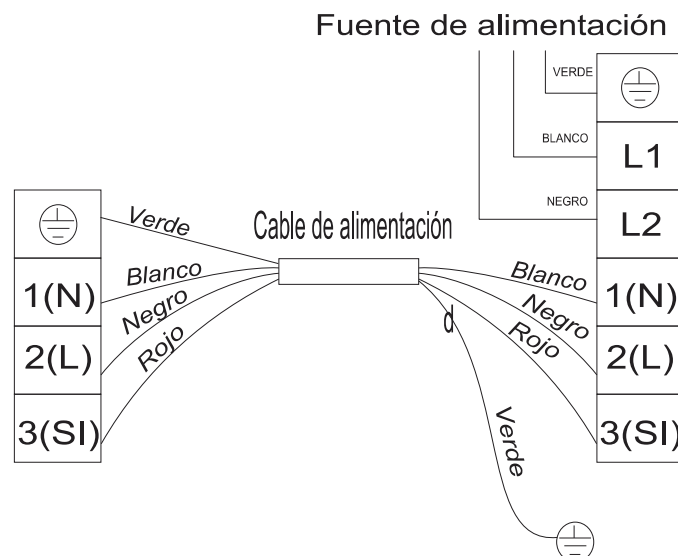 Fuente de alimentación
VERDE
BLANCO
L1
NEGRO
L2
Verde
Cable de alimentación
Blanco
Blanco
1(N)
1(N)
Negro
Negro
2(L)
2(L)
Rojo
Rojo
d
3(SI)
3(SI)
Verde